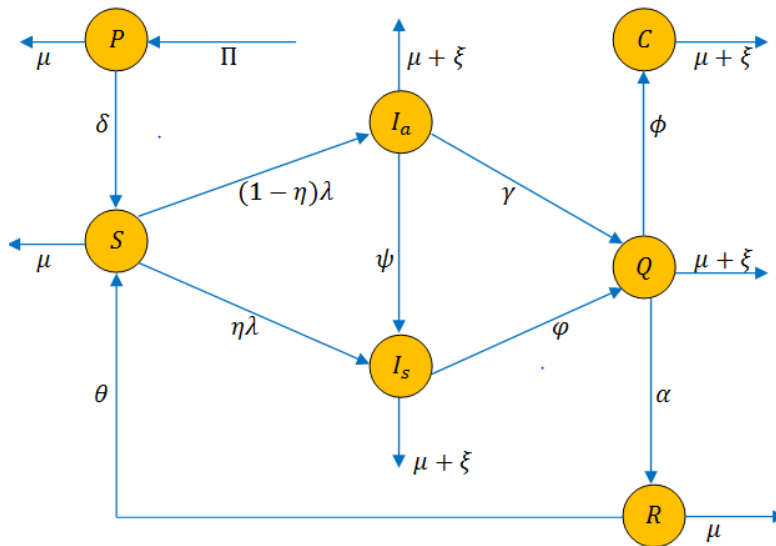 P
C
μ
Π
μ + ξ
μ + ξ
I_a
δ
ϕ
(1 − η)λ
γ
S
ψ
Q
μ
μ + ξ
ηλ
φ
I_s
θ
α
μ + ξ
R
μ